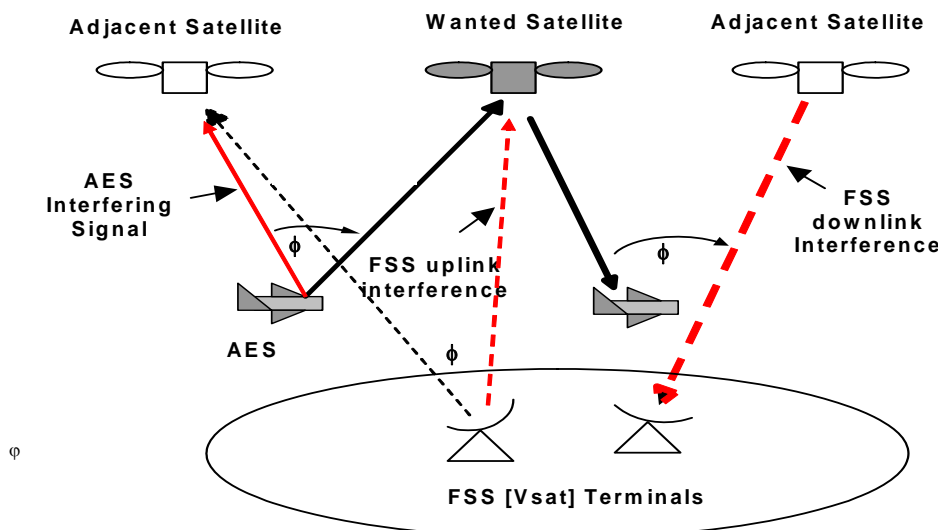 Adjacent Satellite
Wanted Satellite
Adjacent Satellite
AES
Interfering
Signal
ϕ
FSS uplink
interference
ϕ
FSS
downlink
Interference
AES
ϕ
φ
FSS [Vsat] Terminals